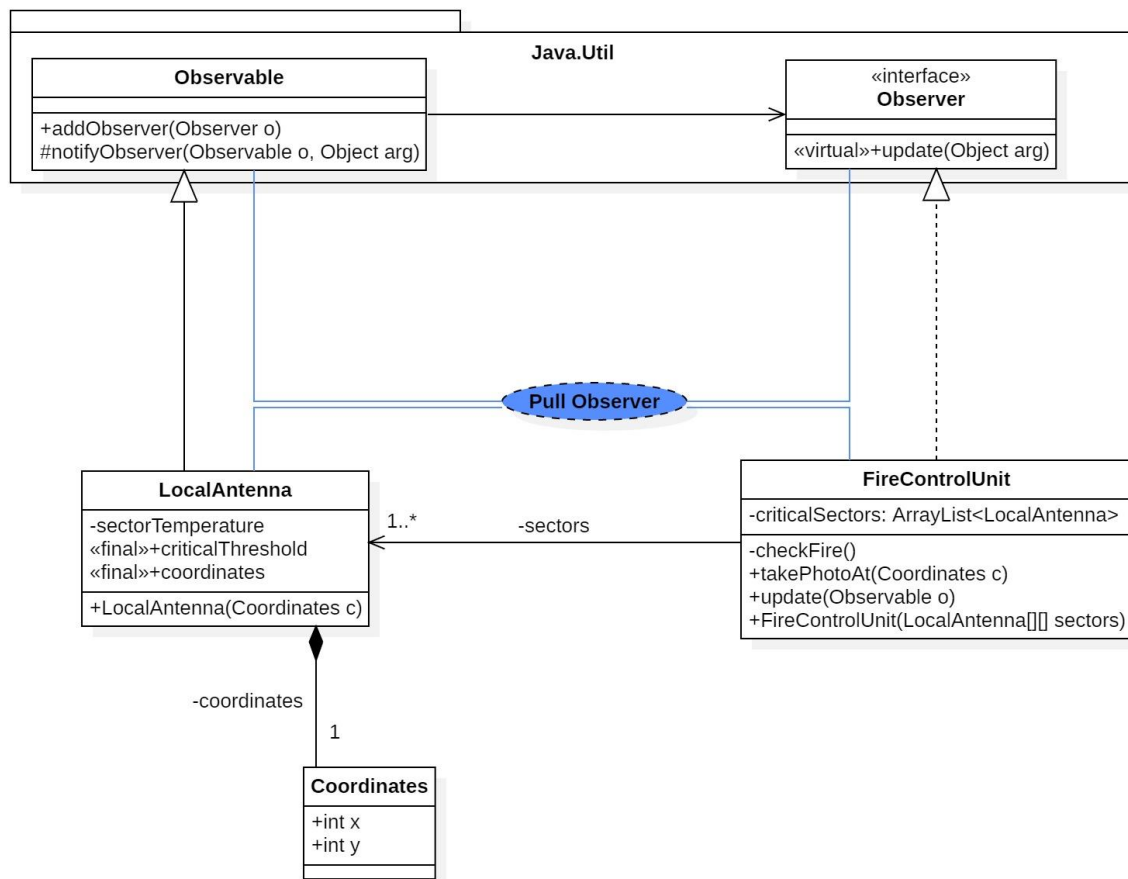 Java.Util
Observable
+addObserver(Observer o)
#notifyObserver(Observable o, Object arg)
«interface»
Observer
«virtual»+update(Object arg)
Pull Observer
LocalAntenna
-sectorTemperature
«final»+criticalThreshold
«final»+coordinates
+LocalAntenna(Coordinates c)
1..*
-sectors
FireControlUnit
-criticalSectors: ArrayList<LocalAntenna>
-checkFire()
+takePhotoAt(Coordinates c)
+update(Observable o)
+FireControlUnit(LocalAntenna[][] sectors)
-coordinates
1
Coordinates
+int x
+int y